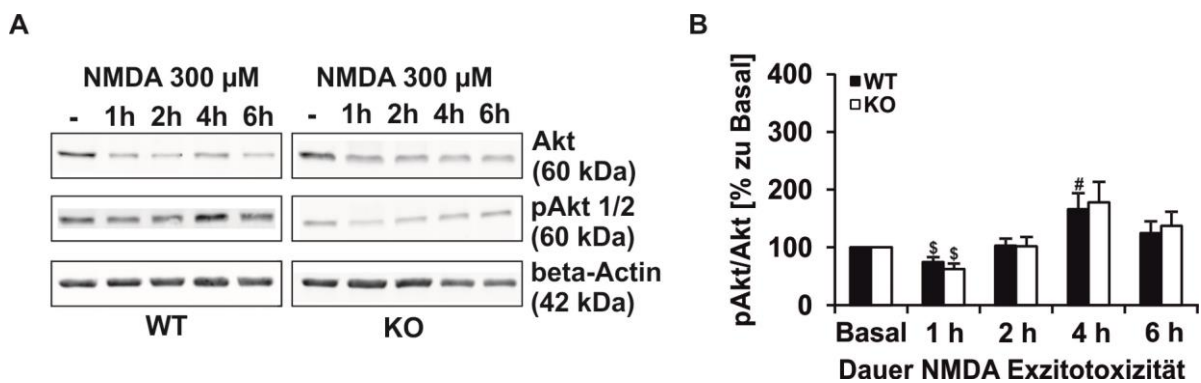 A
NMDA 300 µM NMDA 300 µM
- 1h 2h 4h 6h - 1h 2h 4h 6h
Akt
(60 kDa)
pAkt 1/2
(60 kDa)
beta-Actin
(42 kDa)
WT KO
B
pAkt/Akt [% zu Basal]
400
300
200
100
0
WT
KO
$ $ #
Basal 1 h 2 h 4 h 6 h
Dauer NMDA Exzitotoxizität